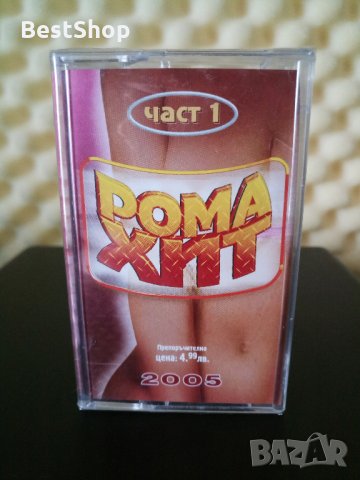 BestShop
част 1
РОМА
ХИТ
Препоръчителна
цена: 4,99лв.
2005
BAZAR